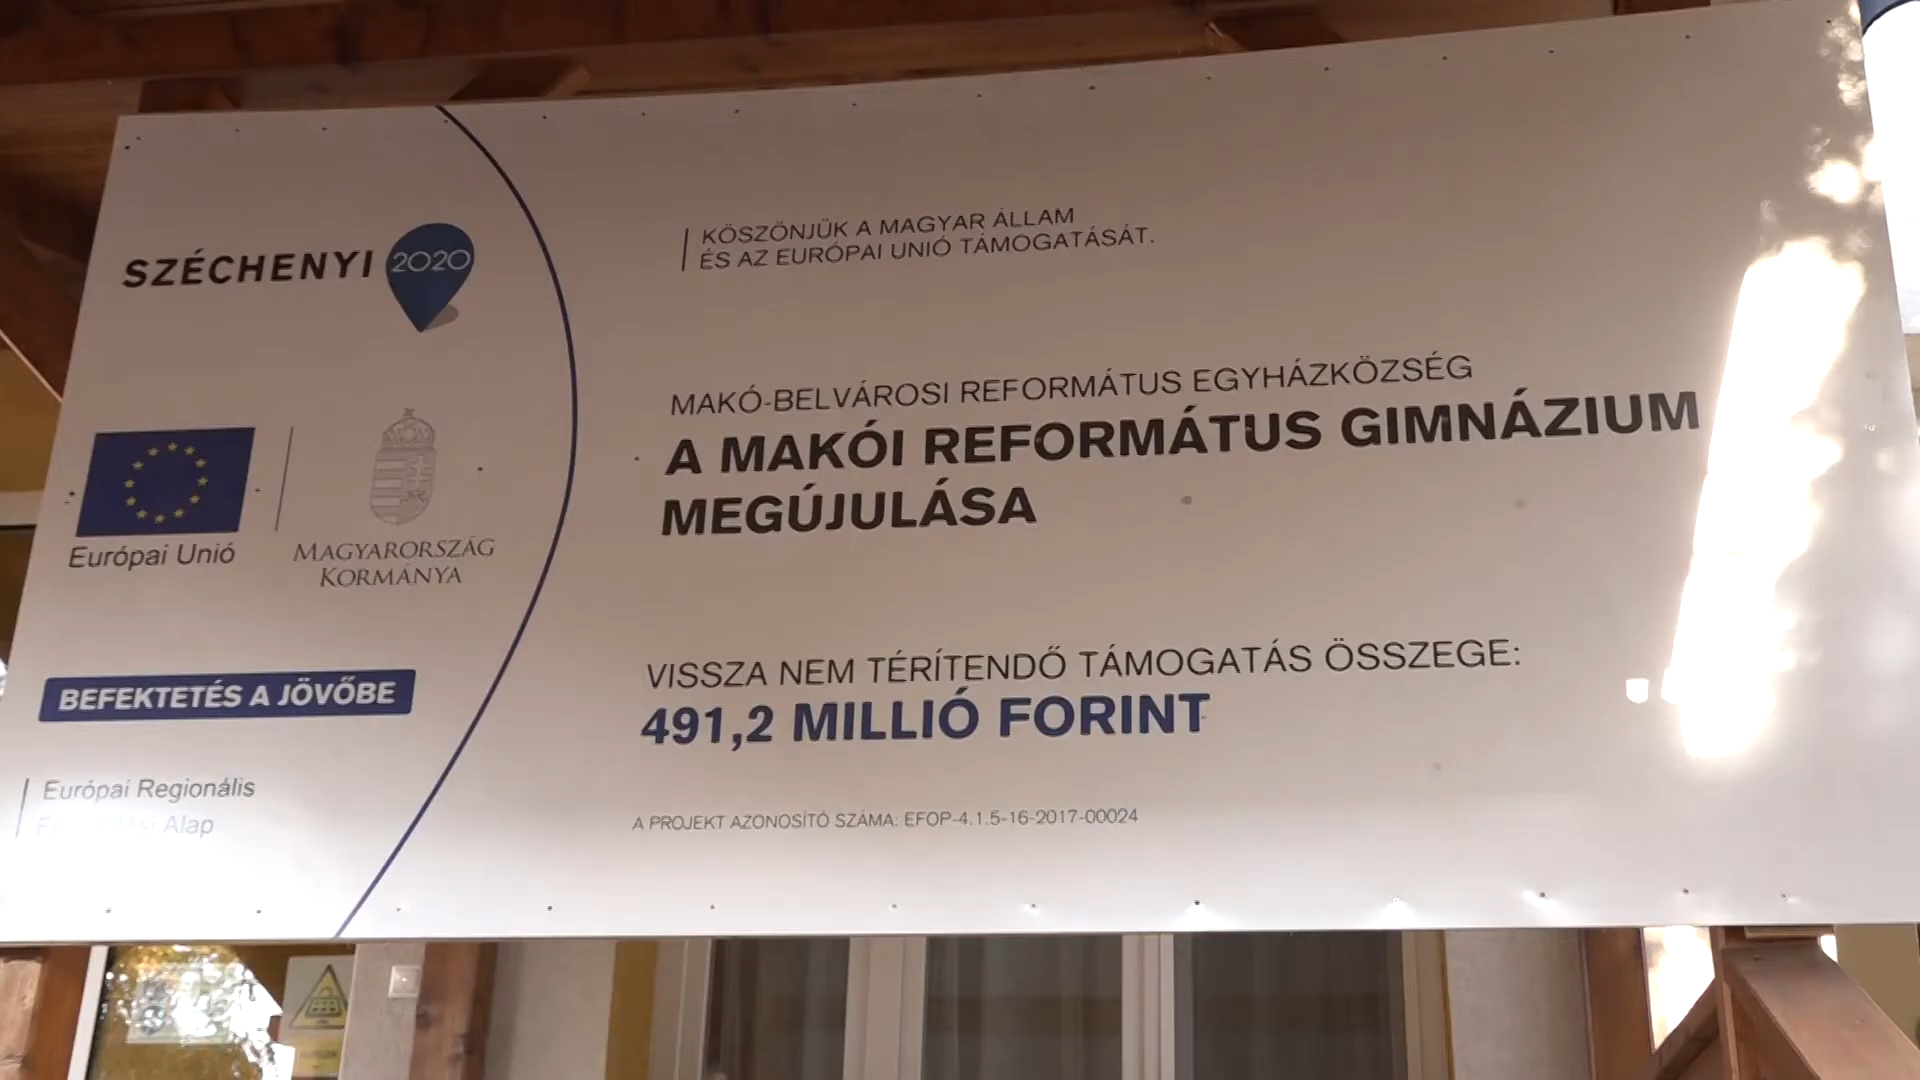 SZÉCHENYI 2020
Európai Unió
MAGYARORSZÁG
KORMÁNYA
BEFEKTETÉS A JÖVŐBE
Európai Regionális
Alap
KÖSZÖNJÜK A MAGYAR ÁLLAM
ÉS AZ EURÓPAI UNIÓ TÁMOGATÁSÁT.
MAKÓ-BELVÁROSI REFORMÁTUS EGYHÁZKÖZSÉG
A MAKÓI REFORMÁTUS GIMNÁZIUM
MEGÚJULÁSA
VISSZA NEM TÉRÍTENDŐ TÁMOGATÁS ÖSSZEGE:
491,2 MILLIÓ FORINT
A PROJEKT AZONOSÍTÓ SZÁMA: EFOP-4.1.5-16-2017-00024